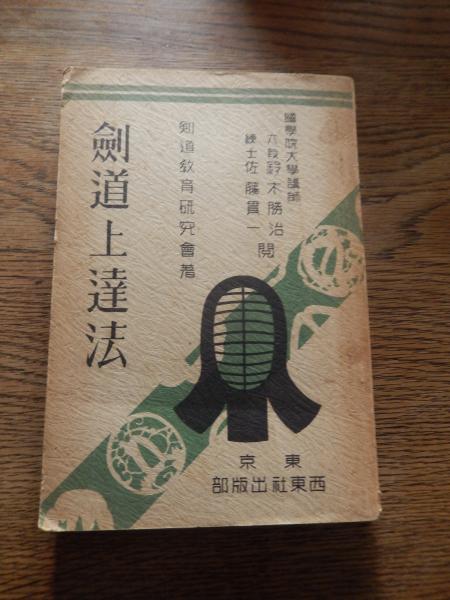 國學院大學講師
六段鈴木勝治
練士佐藤貫一
閲
劍道教育研究會著
劍道上達法
東京
西東社出版部